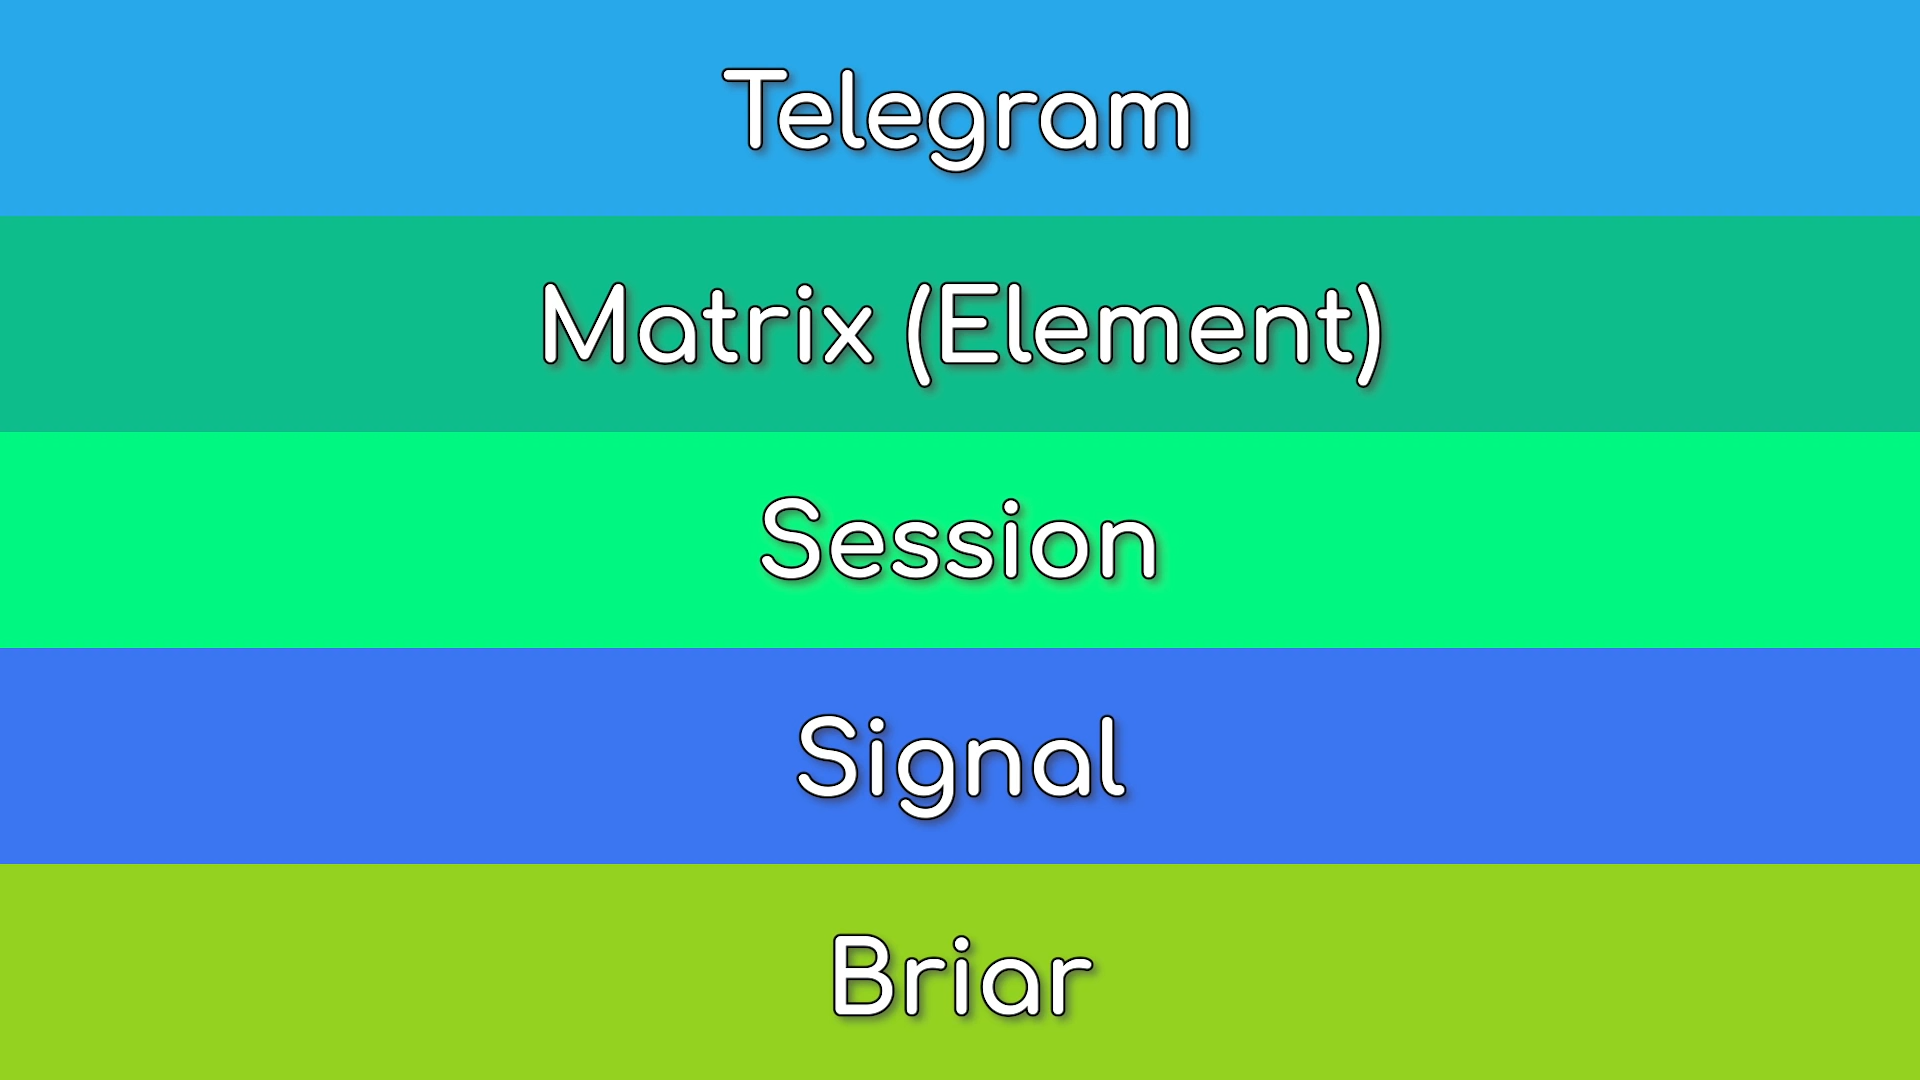 Telegram
Matrix (Element)
Session
Signal
Briar